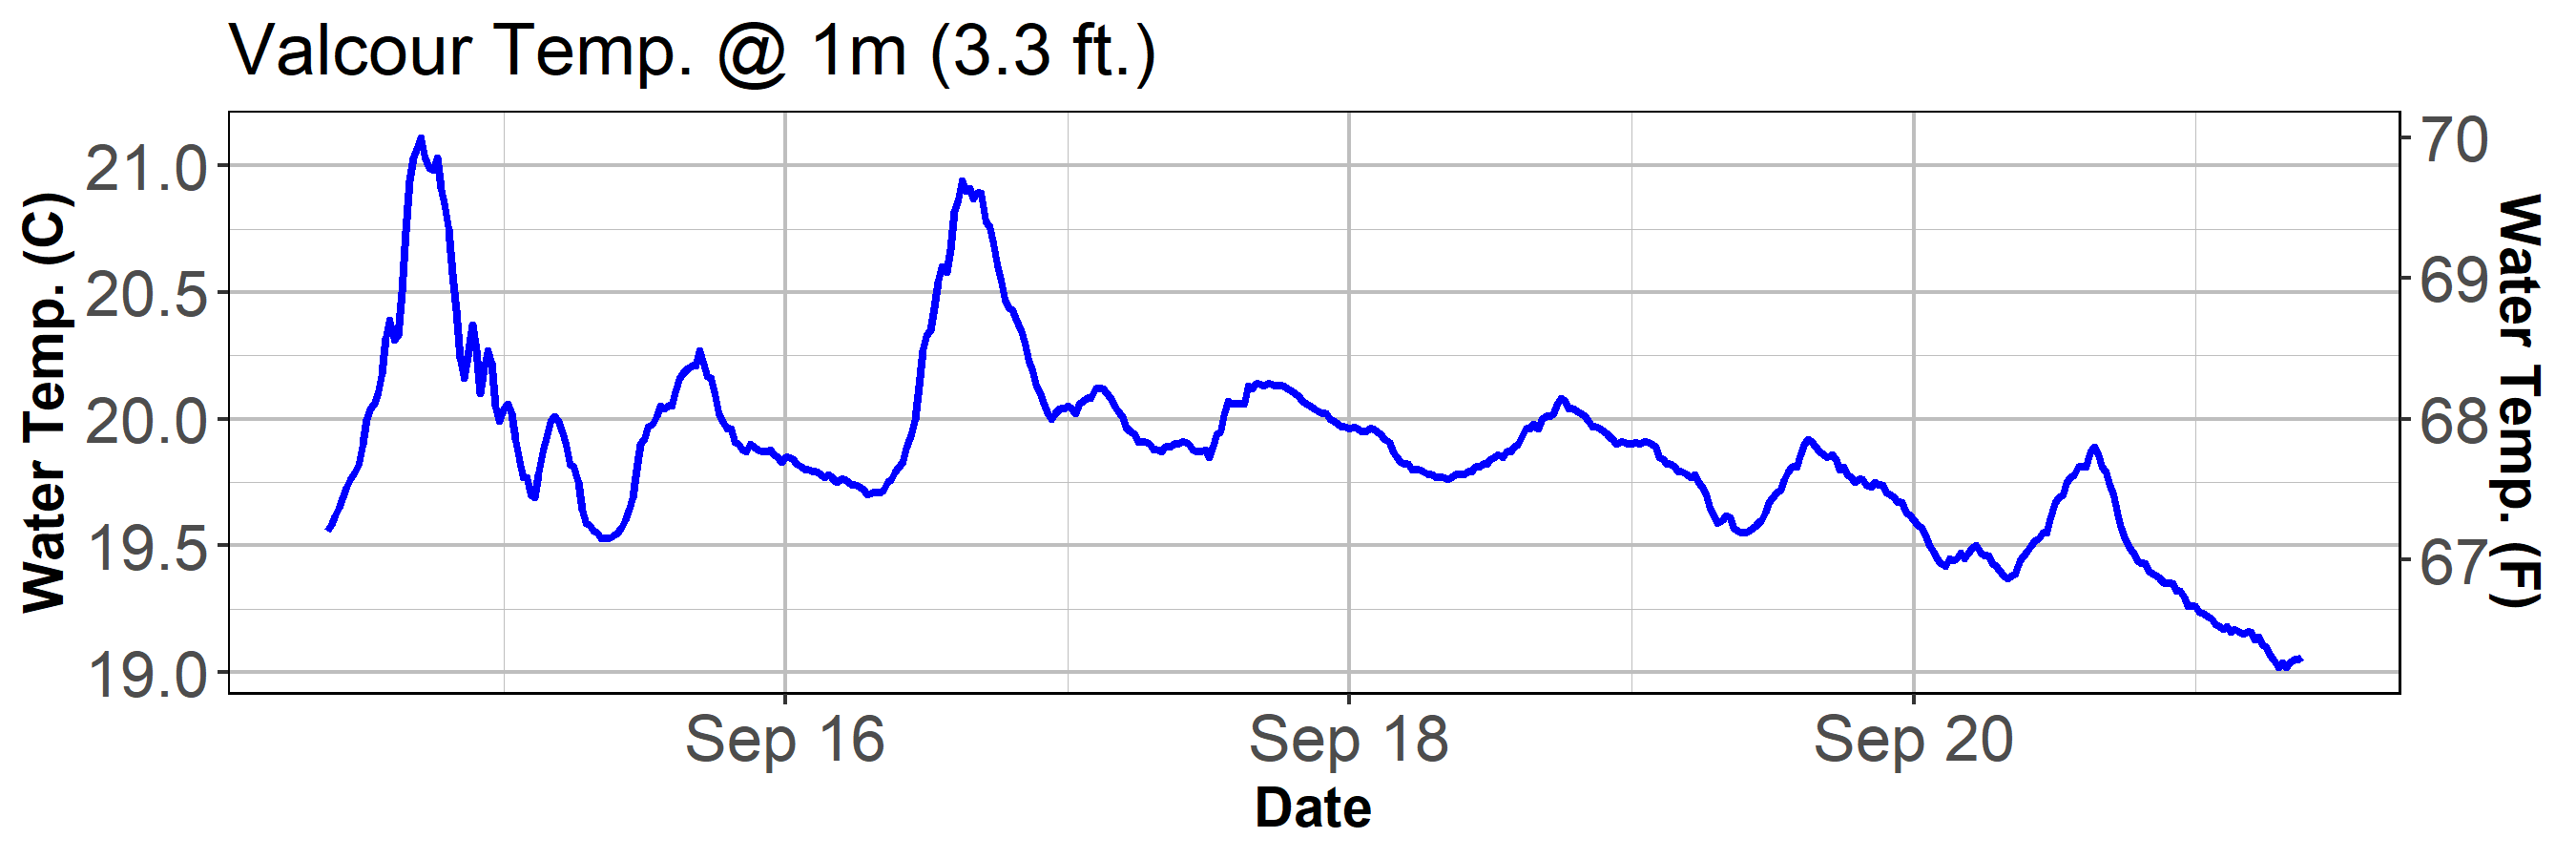 Valcour Temp. @ 1m (3.3 ft.)
Water Temp. (C)
21.0
20.5
20.0
19.5
19.0
70
69
68
67
Water Temp. (F)
Sep 16
Sep 18
Sep 20
Date